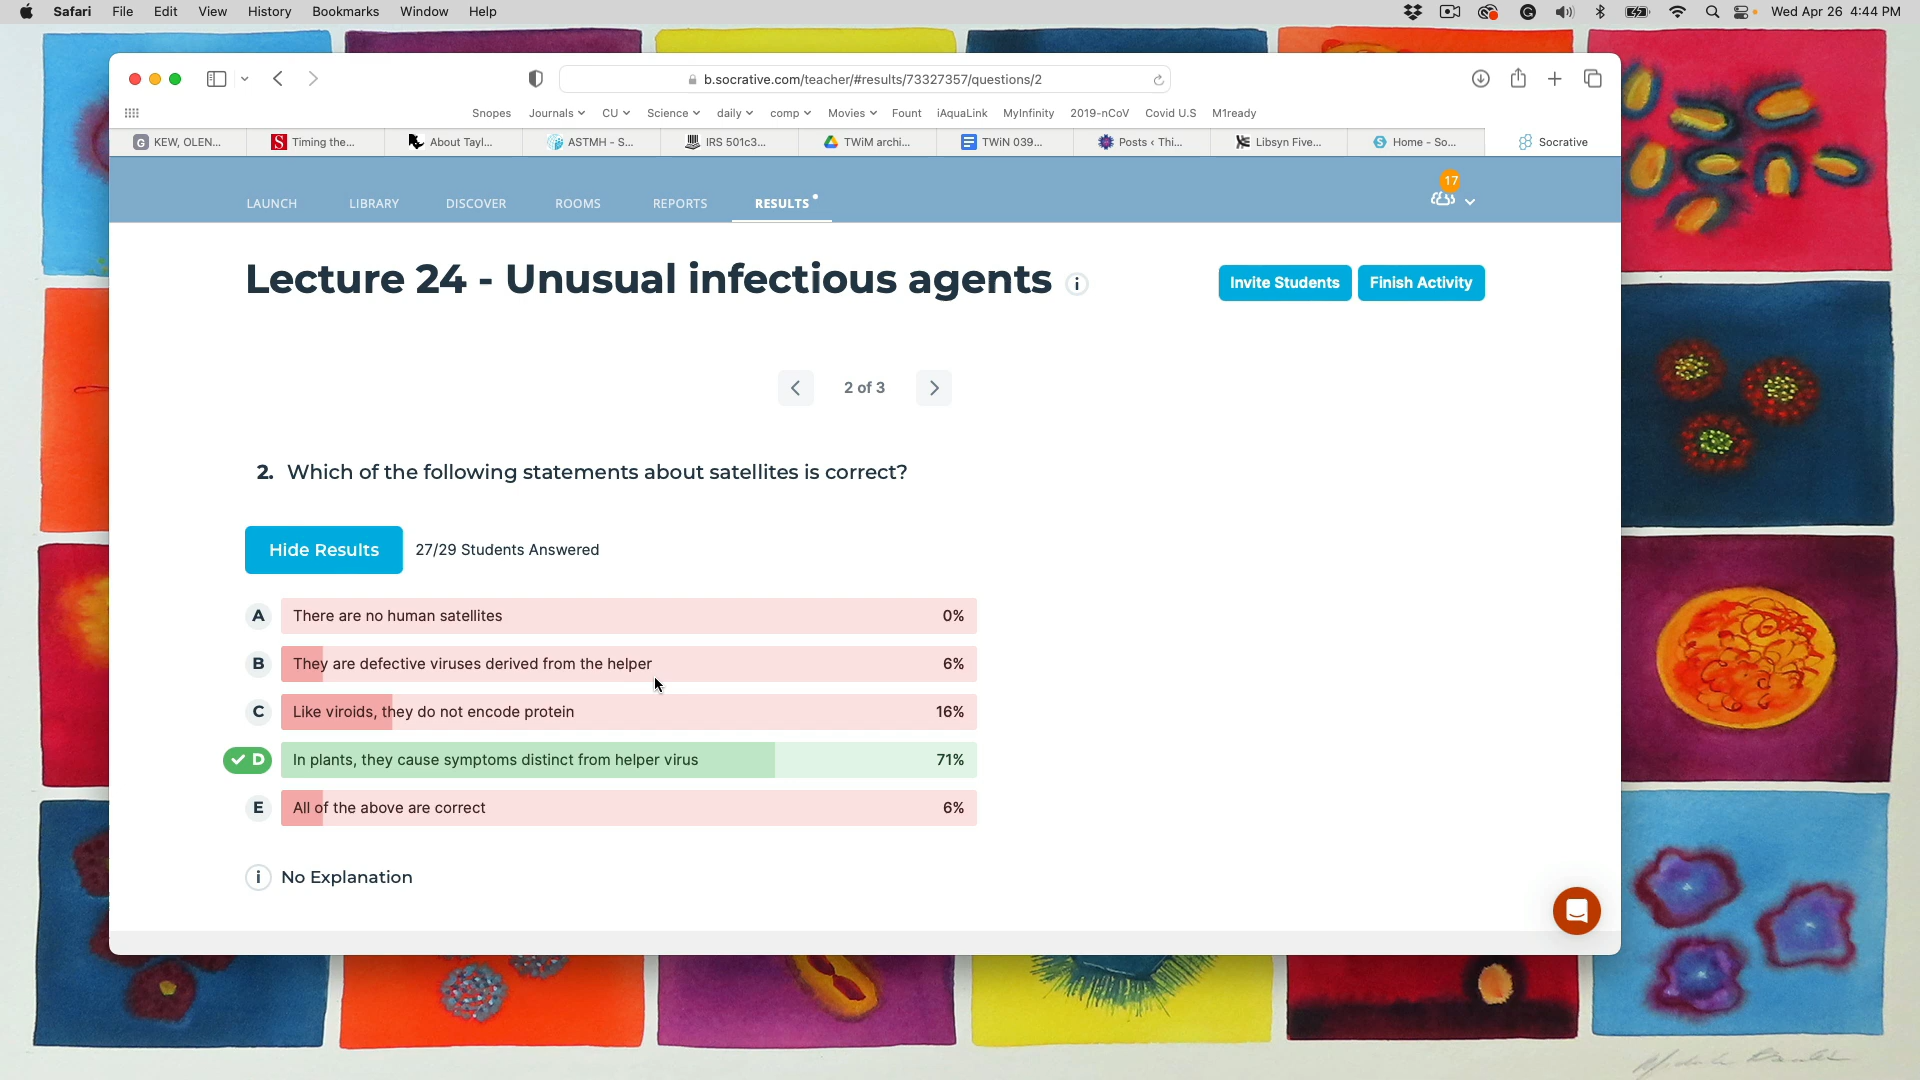 Safari File Edit View History Bookmarks Window Help Wed Apr 26 4:44 PM
b.socrative.com/teacher/#results/73327357/questions/2
Snopes Journals CU Science daily comp Movies Fount iAquaLink MyInfinity 2019-nCoV Covid U.S M1ready
G KEW, OLEN... S Timing the... About Tayl... ASTMH - S... IRS 501c3... TWiM archi... TWiN 039... Posts ‹ Thi... Libsyn Five... S Home - So... Socrative
17
LAUNCH LIBRARY DISCOVER ROOMS REPORTS RESULTS
Lecture 24 - Unusual infectious agents i Invite Students Finish Activity
2 of 3
2. Which of the following statements about satellites is correct?
Hide Results 27/29 Students Answered
A There are no human satellites 0%
B They are defective viruses derived from the helper 6%
C Like viroids, they do not encode protein 16%
D In plants, they cause symptoms distinct from helper virus 71%
E All of the above are correct 6%
i No Explanation